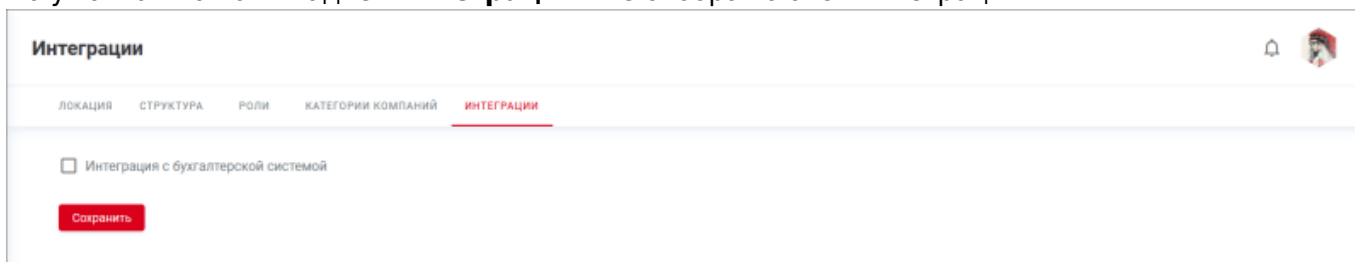 Интеграции
ЛОКАЦИЯ СТРУКТУРА РОЛИ КАТЕГОРИИ КОМПАНИЙ ИНТЕГРАЦИИ
Интеграция с бухгалтерской системой
Сохранить